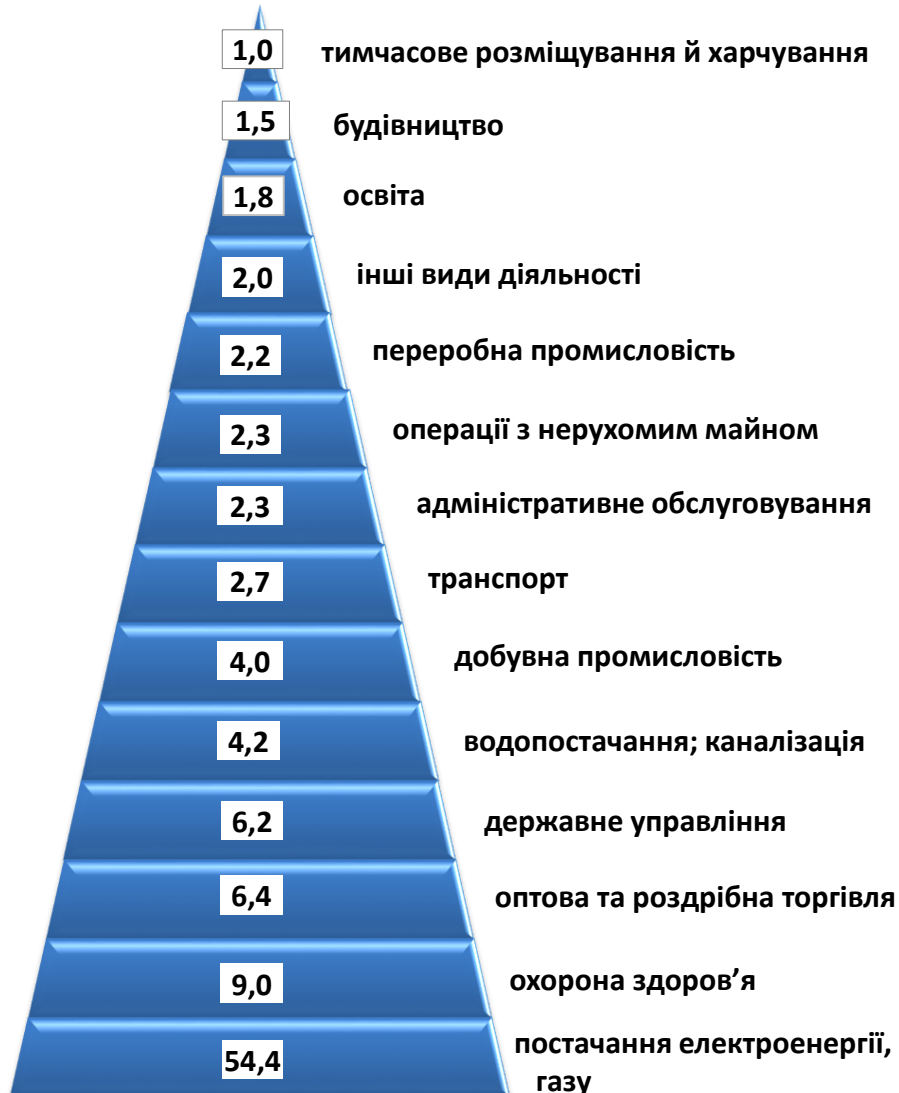 1,0 тимчасове розміщування й харчування
1,5 будівництво
1,8 освіта
2,0 інші види діяльності
2,2 переробна промисловість
2,3 операції з нерухомим майном
2,3 адміністративне обслуговування
2,7 транспорт
4,0 добувна промисловість
4,2 водопостачання; каналізація
6,2 державне управління
6,4 оптова та роздрібна торгівля
9,0 охорона здоров’я
54,4 постачання електроенергії,
газу